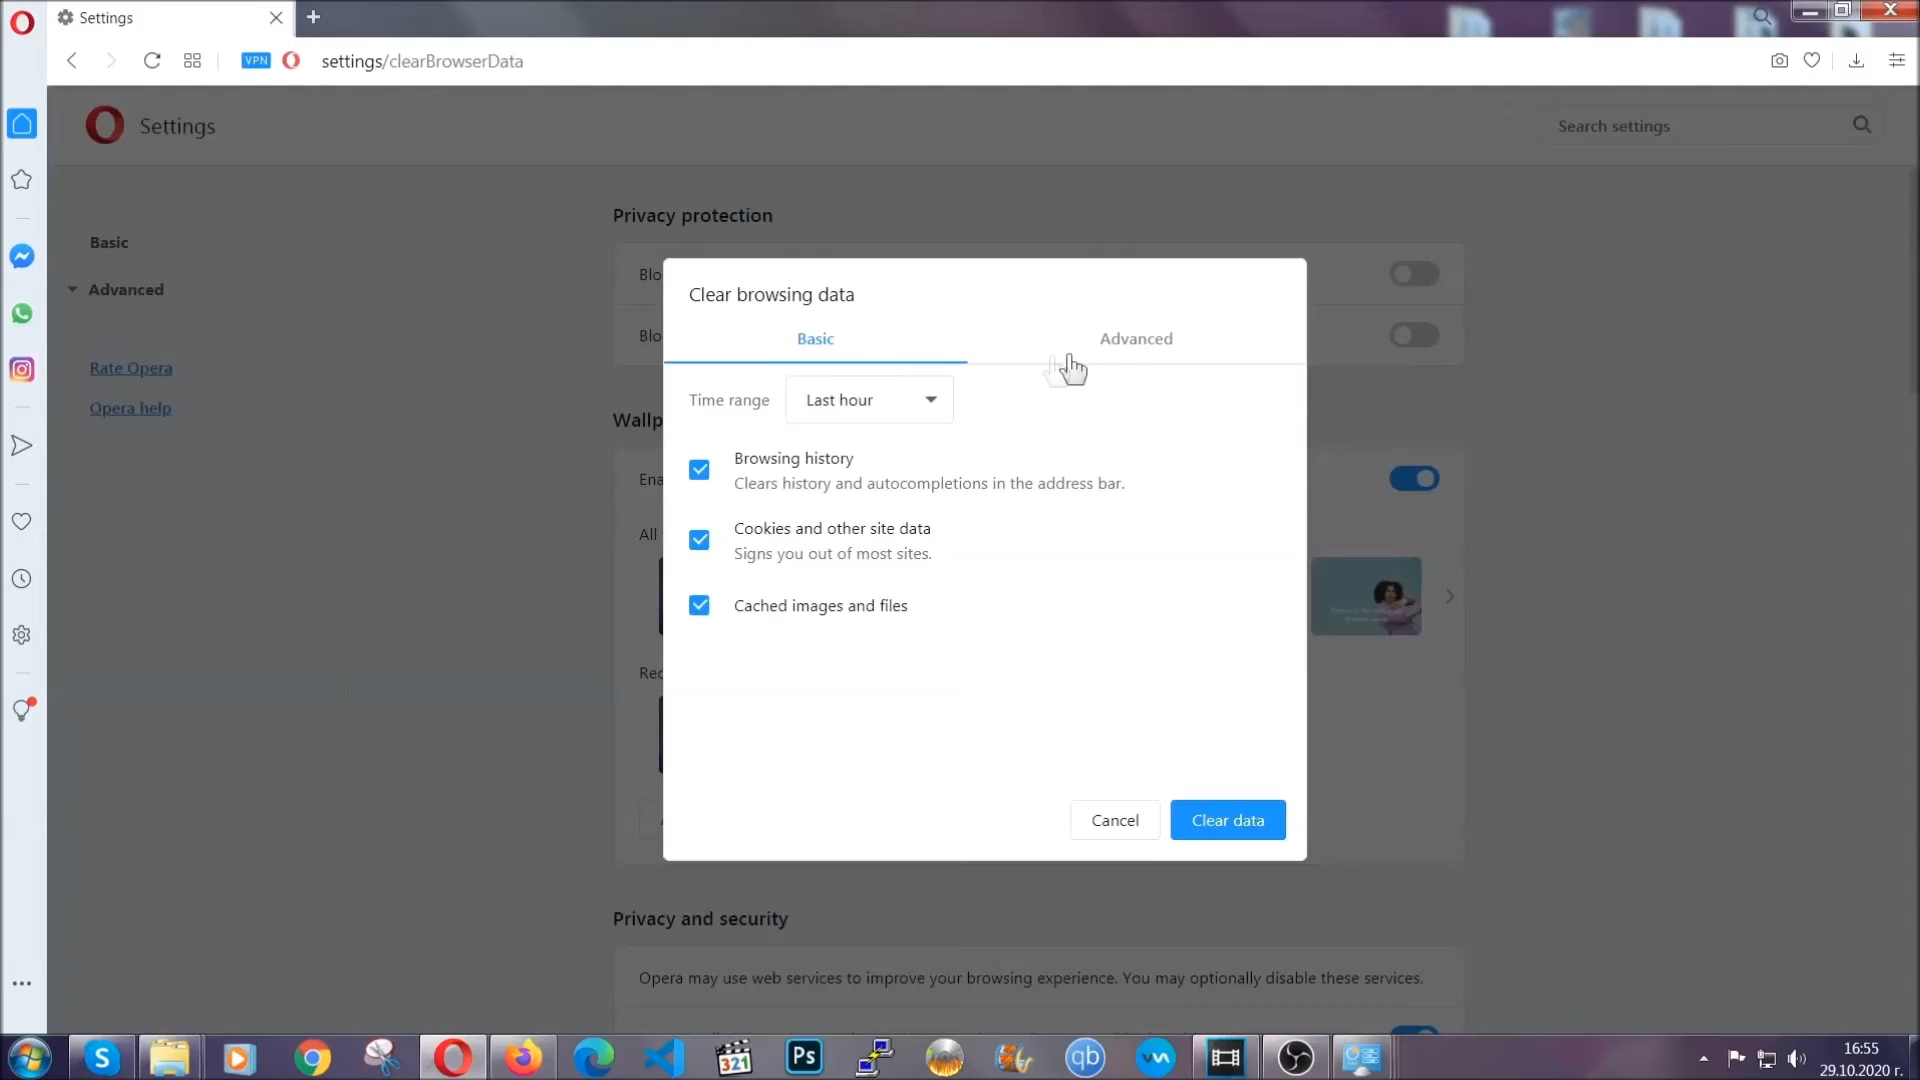 Settings
VPN
settings/clearBrowserData
Settings
Search settings
Basic
Advanced
Rate Opera
Opera help
Privacy protection
Blo
Blo
Wallp
Ena
All
Rec
Clear browsing data
Basic
Advanced
Time range
Last hour
Browsing history
Clears history and autocompletions in the address bar.
Cookies and other site data
Signs you out of most sites.
Cached images and files
Cancel
Clear data
Privacy and security
Opera may use web services to improve your browsing experience. You may optionally disable these services.
S
321
Ps
qb
16:55
29.10.2020 г.